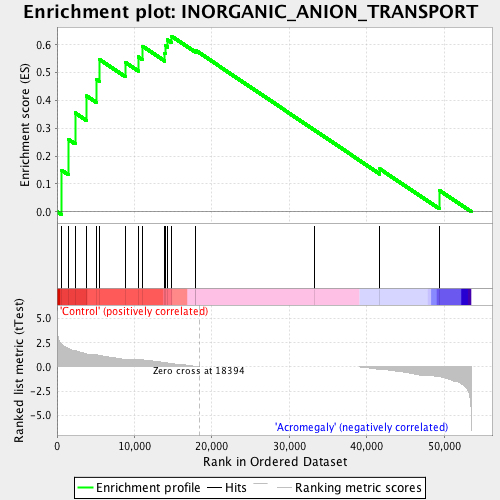 Enrichment plot: INORGANIC_ANION_TRANSPORT
Enrichment score (ES)
0.6
0.5
0.4
0.3
0.2
0.1
0.0
'Control' (positively correlated)
Ranked list metric (tTest)
5.0
2.5
0.0
-2.5
-5.0
Zero cross at 18394
'Acromegaly' (negatively correlated)
0 10,000 20,000 30,000 40,000 50,000
Rank in Ordered Dataset
Enrichment profile Hits Ranking metric scores